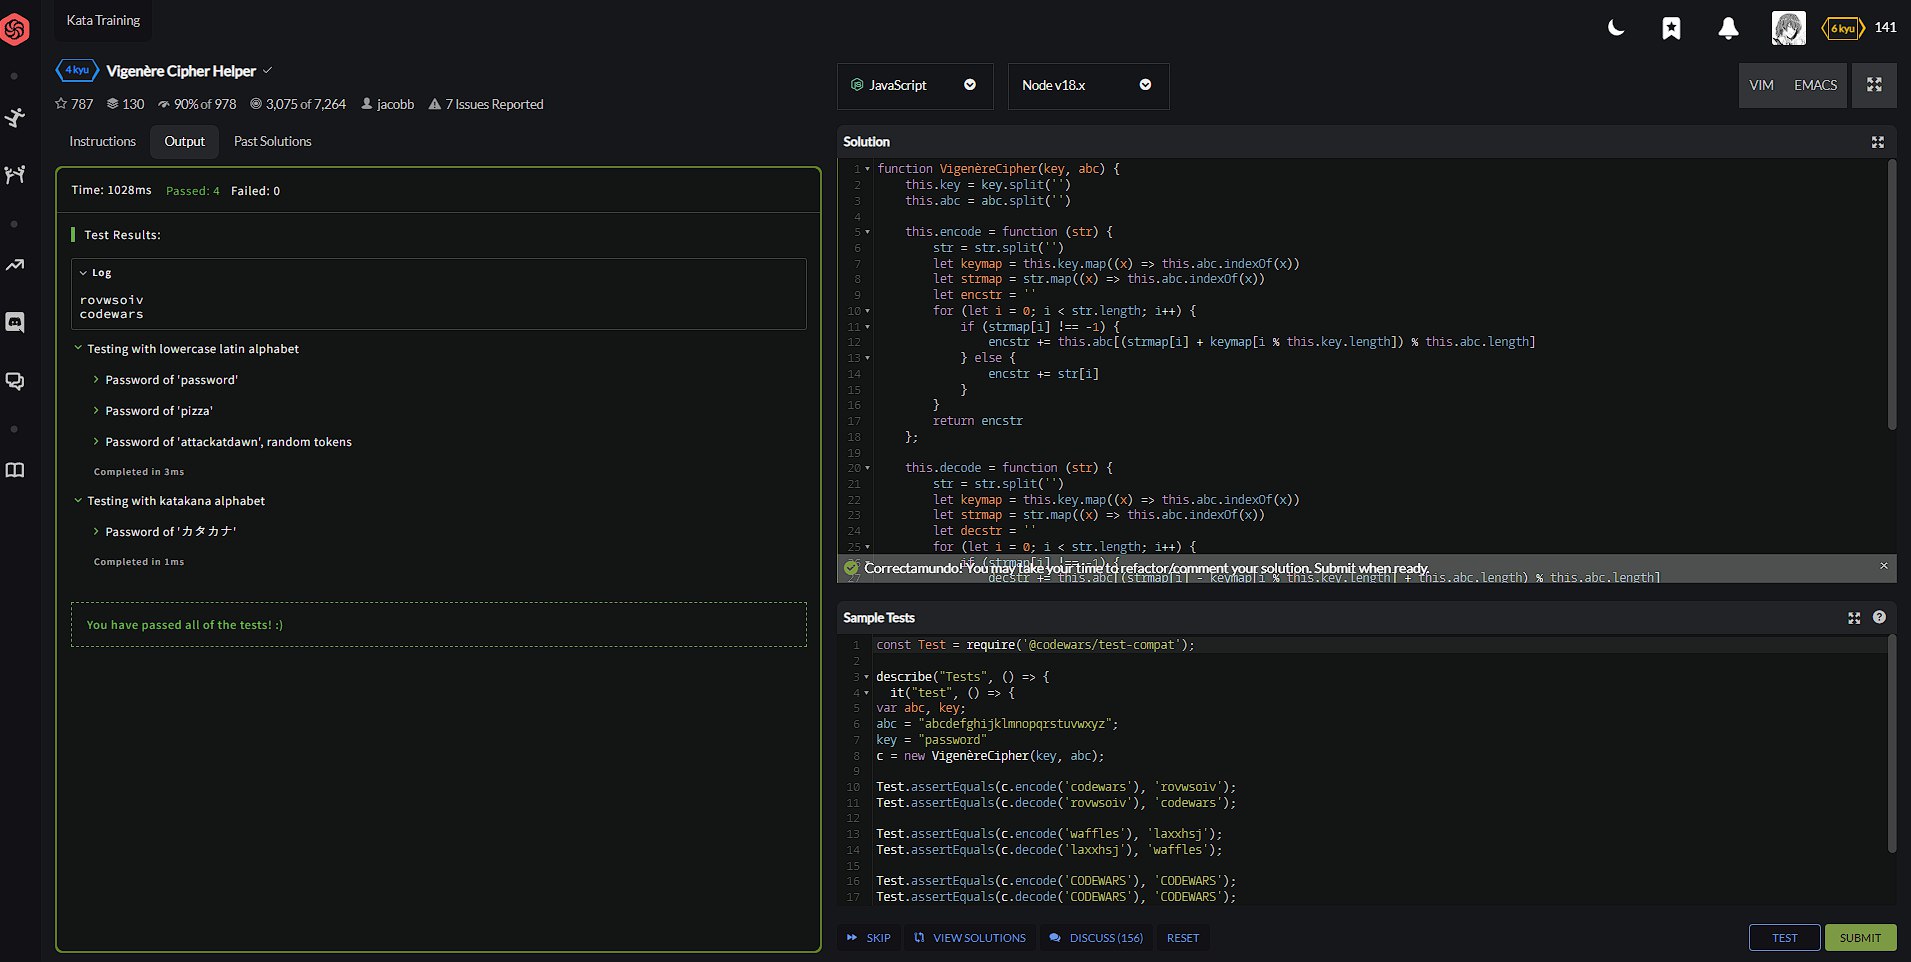 Kata Training
6 kyu 141
4 kyu Vigenère Cipher Helper
787 130 90% of 978 3,075 of 7,264 jacobb 7 Issues Reported
Instructions Output Past Solutions
Time: 1028ms Passed: 4 Failed: 0
Test Results:
Log
rovwsoiv
codewars
Testing with lowercase latin alphabet
Password of 'password'
Password of 'pizza'
Password of 'attackatdawn', random tokens
Completed in 3ms
Testing with katakana alphabet
Password of 'カタカナ'
Completed in 1ms
You have passed all of the tests! :)
JavaScript Node v18.x VIM EMACS
Solution
1 function VigenèreCipher(key, abc) {
2 this.key = key.split('')
3 this.abc = abc.split('')
4
5 this.encode = function (str) {
6 str = str.split('')
7 let keymap = this.key.map((x) => this.abc.indexOf(x))
8 let strmap = str.map((x) => this.abc.indexOf(x))
9 let encstr = ''
10 for (let i = 0; i < str.length; i++) {
11 if (strmap[i] !== -1) {
12 encstr += this.abc[(strmap[i] + keymap[i % this.key.length]) % this.abc.length]
13 } else {
14 encstr += str[i]
15 }
16 }
17 return encstr
18 };
19
20 this.decode = function (str) {
21 str = str.split('')
22 let keymap = this.key.map((x) => this.abc.indexOf(x))
23 let strmap = str.map((x) => this.abc.indexOf(x))
24 let decstr = ''
25 for (let i = 0; i < str.length; i++) {
26 if (strmap[i] !== -1) {
Correctamundo! You may take your time to refactor/comment your solution. Submit when ready.
27 decstr += this.abc[(strmap[i] - keymap[i % this.key.length] + this.abc.length) % this.abc.length]
Sample Tests
1 const Test = require('@codewars/test-compat');
2
3 describe("Tests", () => {
4 it("test", () => {
5 var abc, key;
6 abc = "abcdefghijklmnopqrstuvwxyz";
7 key = "password"
8 c = new VigenèreCipher(key, abc);
9
10 Test.assertEquals(c.encode('codewars'), 'rovwsoiv');
11 Test.assertEquals(c.decode('rovwsoiv'), 'codewars');
12
13 Test.assertEquals(c.encode('waffles'), 'laxxhsj');
14 Test.assertEquals(c.decode('laxxhsj'), 'waffles');
15
16 Test.assertEquals(c.encode('CODEWARS'), 'CODEWARS');
17 Test.assertEquals(c.decode('CODEWARS'), 'CODEWARS');
SKIP VIEW SOLUTIONS DISCUSS (156) RESET TEST SUBMIT